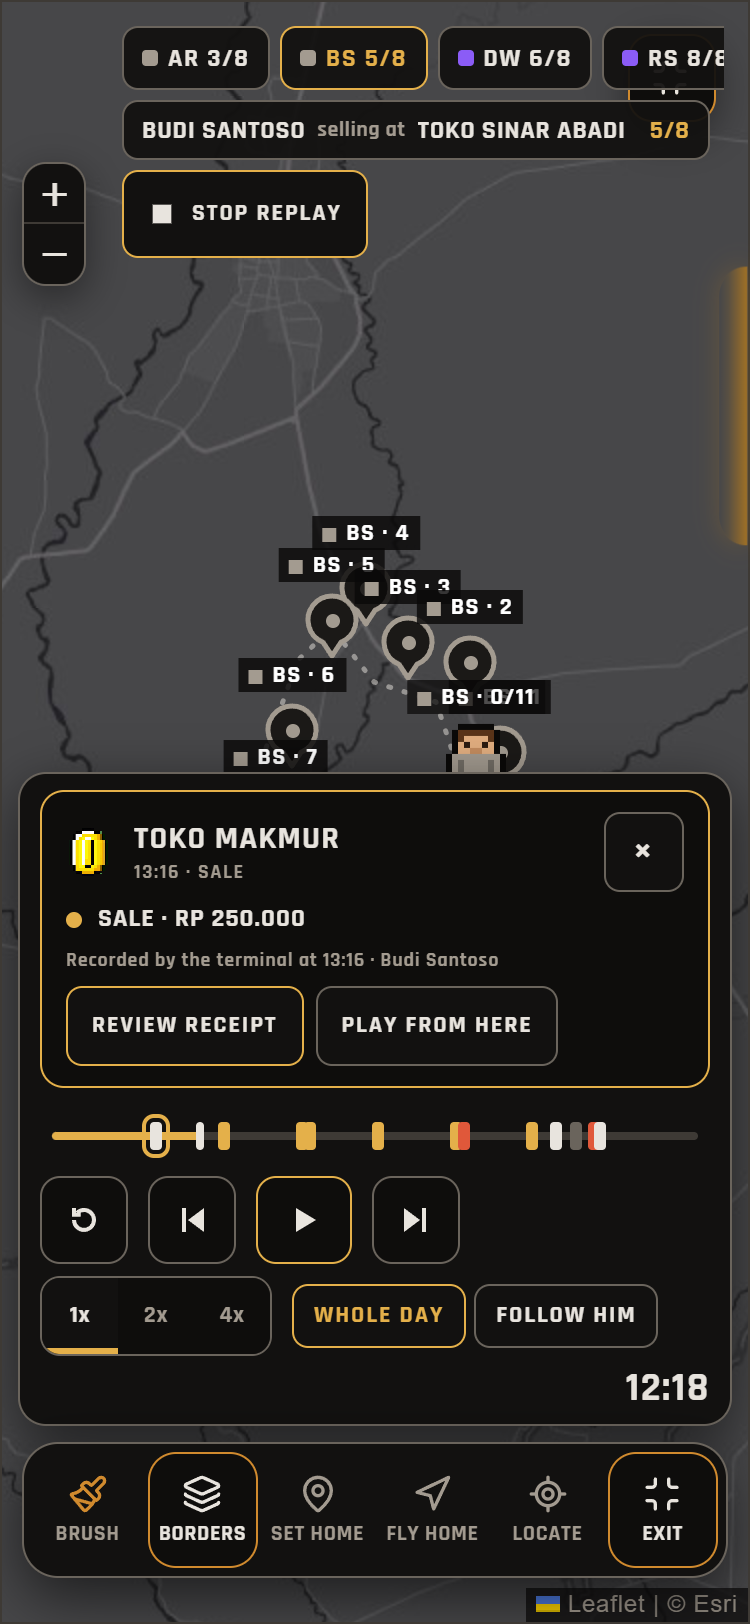 AR 3/8
BS 5/8
DW 6/8
RS 8/8
BUDI SANTOSO selling at TOKO SINAR ABADI 5/8
+
STOP REPLAY
−
BS · 4
BS · 5
BS · 3
BS · 2
BS · 6
BS · 0/11
BS · 7
TOKO MAKMUR
13:16 · SALE
×
SALE · RP 250.000
Recorded by the terminal at 13:16 · Budi Santoso
REVIEW RECEIPT
PLAY FROM HERE
1x
2x
4x
WHOLE DAY
FOLLOW HIM
12:18
BRUSH
BORDERS
SET HOME
FLY HOME
LOCATE
EXIT
Leaflet | © Esri